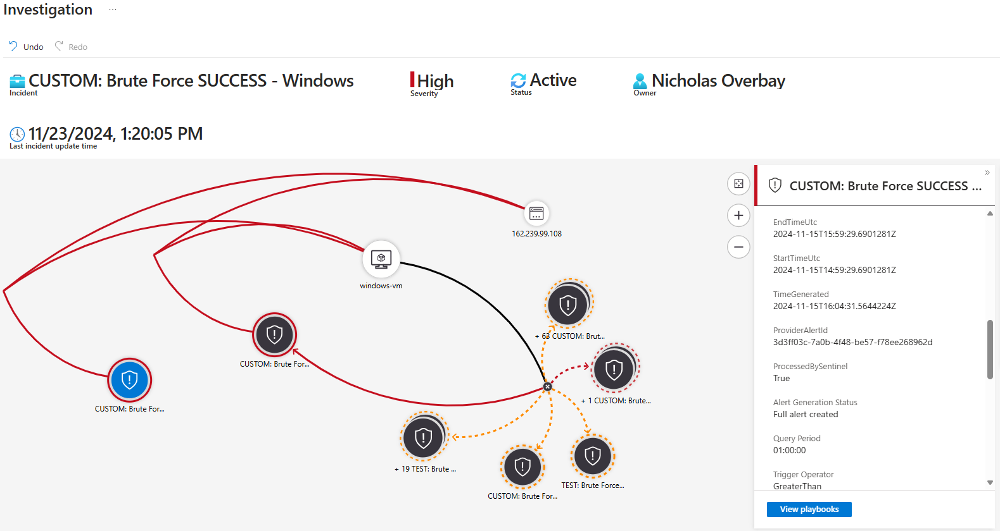 Investigation ...
Undo Redo
CUSTOM: Brute Force SUCCESS - Windows
Incident
High
Severity
Active
Status
Nicholas Overbay
Owner
11/23/2024, 1:20:05 PM
Last incident update time
162.239.99.108
windows-vm
+ 63 CUSTOM: Brut...
CUSTOM: Brute For...
+ 1 CUSTOM: Brute...
CUSTOM: Brute For...
+ 19 TEST: Brute ...
TEST: Brute Force...
CUSTOM: Brute For...
CUSTOM: Brute Force SUCCESS ...
EndTimeUtc
2024-11-15T15:59:29.6901281Z
StartTimeUtc
2024-11-15T14:59:29.6901281Z
TimeGenerated
2024-11-15T16:04:31.5644224Z
ProviderAlertId
3d3ff03c-7a0b-4f48-be57-f78ee268962d
ProcessedBySentinel
True
Alert Generation Status
Full alert created
Query Period
01:00:00
Trigger Operator
GreaterThan
View playbooks